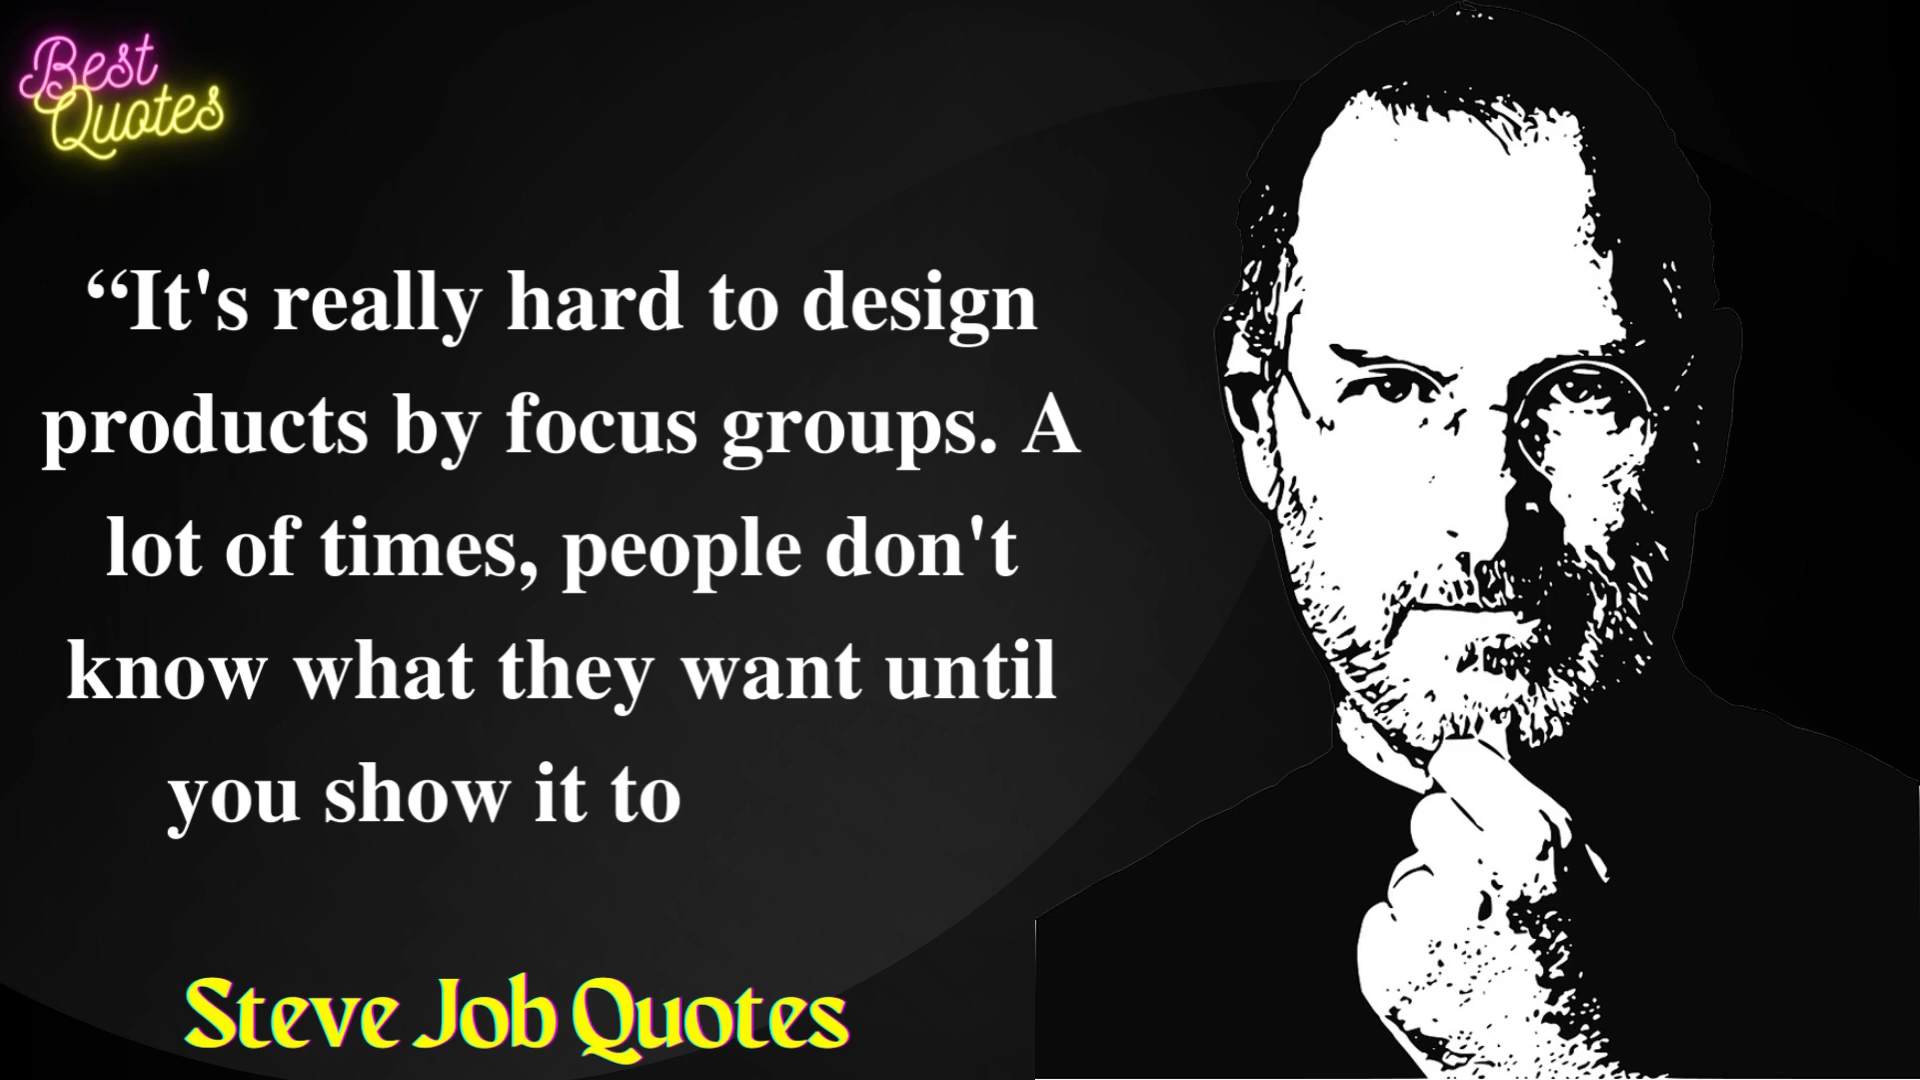 Best
Quotes
“It's really hard to design
products by focus groups. A
lot of times, people don't
know what they want until
you show it to
Steve Job Quotes